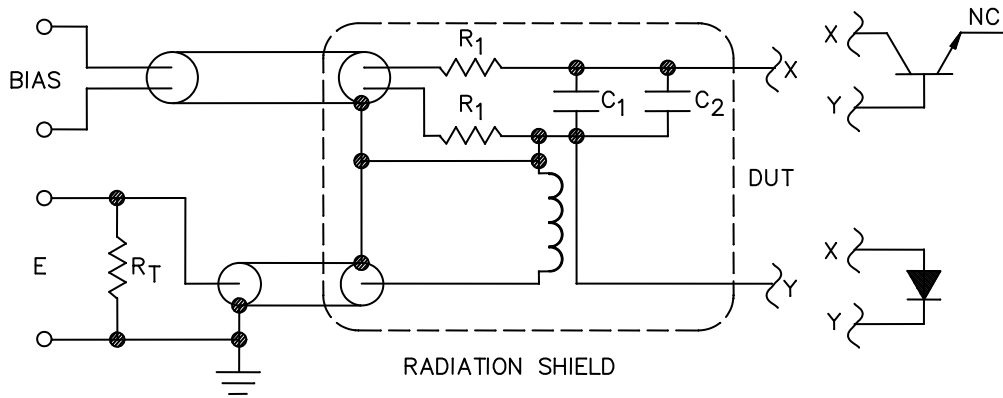 NC
R1
X
X
BIAS
C1
C2
Y
R1
DUT
X
E
RT
Y
Y
RADIATION SHIELD